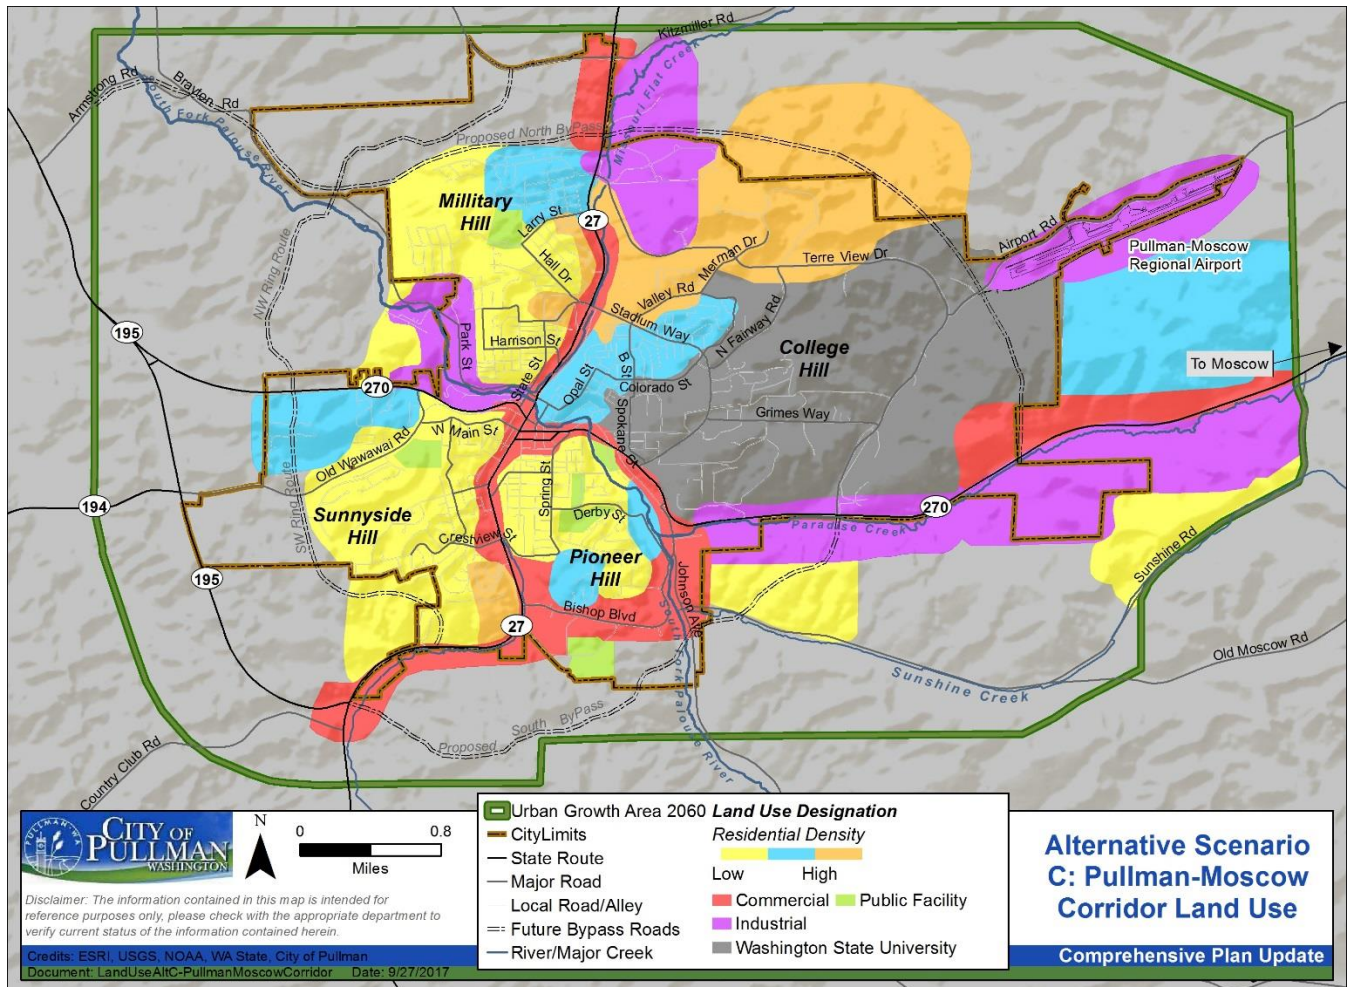 Kitzmiller Rd
Armstrong Rd
Brayton Rd
South Fork Palouse River
Missouri Flat Creek
Proposed North ByPass
Millitary
Hill
Larry St
27
Hall Dr
Merman Dr
Terre View Dr
Airport Rd
Pullman-Moscow
Regional Airport
NW Ring Route
Valley Rd
Stadium Way
N Fairway Rd
195
Park St
Harrison St
State St
Opal St
B St
Colorado St
College
Hill
To Moscow
270
Spokane St
Grimes Way
W Main St
Old Wawawai Rd
194
Sunnyside
Hill
SW Ring Route
Spring St
Derby St
270
Paradise Creek
Crestview St
Pioneer
Hill
Sunshine Rd
195
Johnson Ave
Bishop Blvd
27
South Fork Palouse River
Old Moscow Rd
Sunshine Creek
Proposed South ByPass
Country Club Rd
PULLMAN·WA
CITY OF
PULLMAN
WASHINGTON
N
0 0.8
Miles
Disclaimer: The information contained in this map is intended for
reference purposes only, please check with the appropriate department to
verify current status of the information contained herein.
Credits: ESRI, USGS, NOAA, WA State, City of Pullman
Document: LandUseAltC-PullmanMoscowCorridor Date: 9/27/2017
Urban Growth Area 2060
CityLimits
State Route
Major Road
Local Road/Alley
Future Bypass Roads
River/Major Creek
Land Use Designation
Residential Density
Low High
Commercial
Public Facility
Industrial
Washington State University
Alternative Scenario
C: Pullman-Moscow
Corridor Land Use
Comprehensive Plan Update